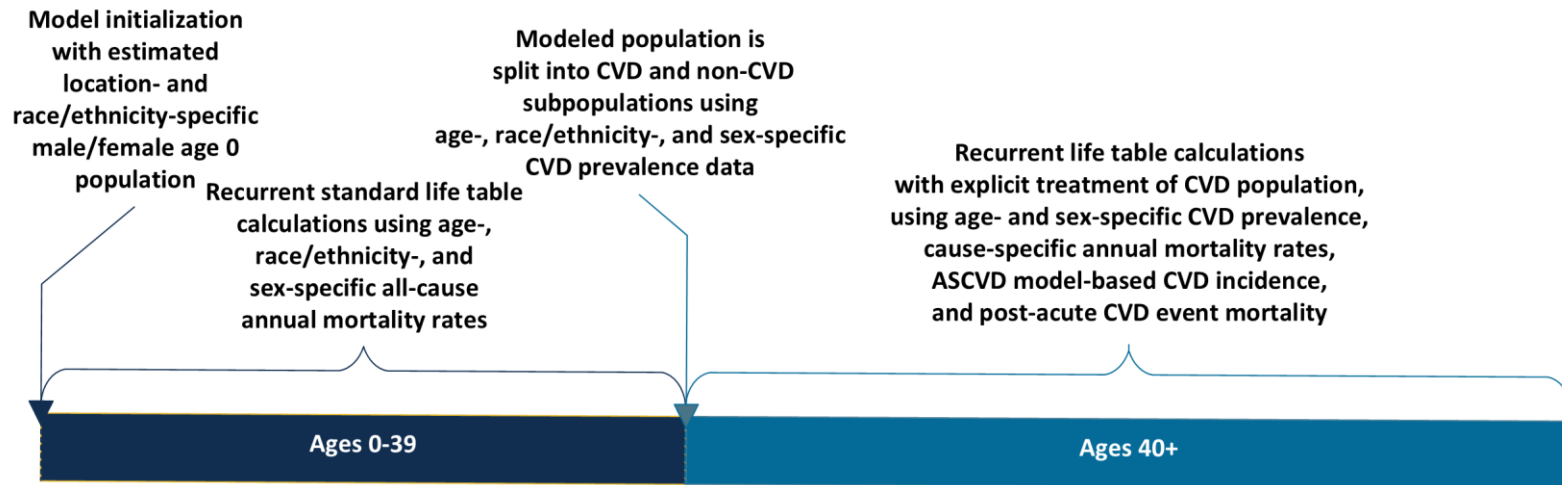 Model initialization
with estimated
location- and
race/ethnicity-specific
male/female age 0
population
Recurrent standard life table
calculations using age-,
race/ethnicity-, and
sex-specific all-cause
annual mortality rates
Modeled population is
split into CVD and non-CVD
subpopulations using
age-, race/ethnicity-, and sex-specific
CVD prevalence data
Recurrent life table calculations
with explicit treatment of CVD population,
using age- and sex-specific CVD prevalence,
cause-specific annual mortality rates,
ASCVD model-based CVD incidence,
and post-acute CVD event mortality
Ages 0-39
Ages 40+